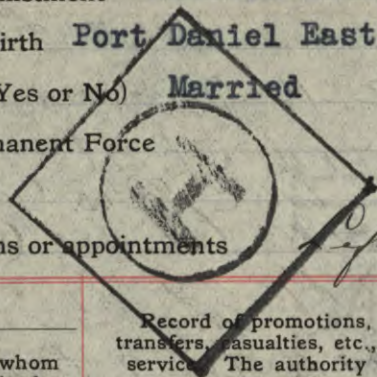 irth Port Daniel East
Yes or No) Married
manent Force
H
ns or appointments
Record of promotions,
transfers, casualties, etc.,
whom service. The authority